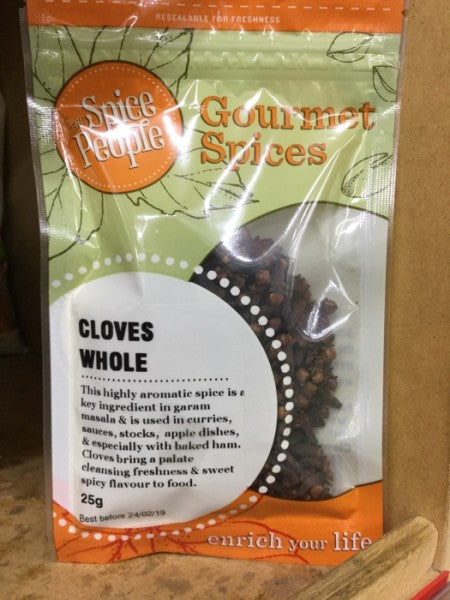 RESEALABLE FOR FRESHNESS
Spice
People
Gourmet
Spices
CLOVES
WHOLE
This highly aromatic spice is a
key ingredient in garam
masala & is used in curries,
sauces, stocks, apple dishes,
& especially with baked ham.
Cloves bring a palate
cleansing freshness & sweet
spicy flavour to food.
25g
Best before 24/02/19
enrich your life